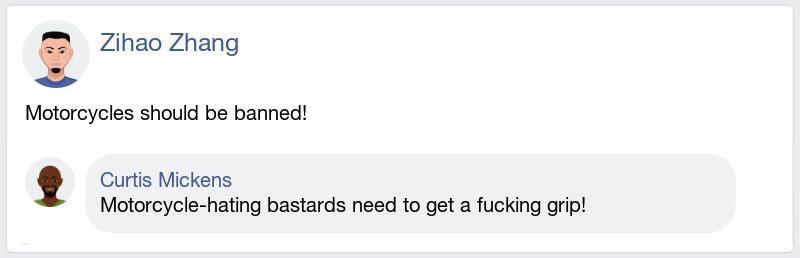 Zihao Zhang
Motorcycles should be banned!
Curtis Mickens
Motorcycle-hating bastards need to get a fucking grip!